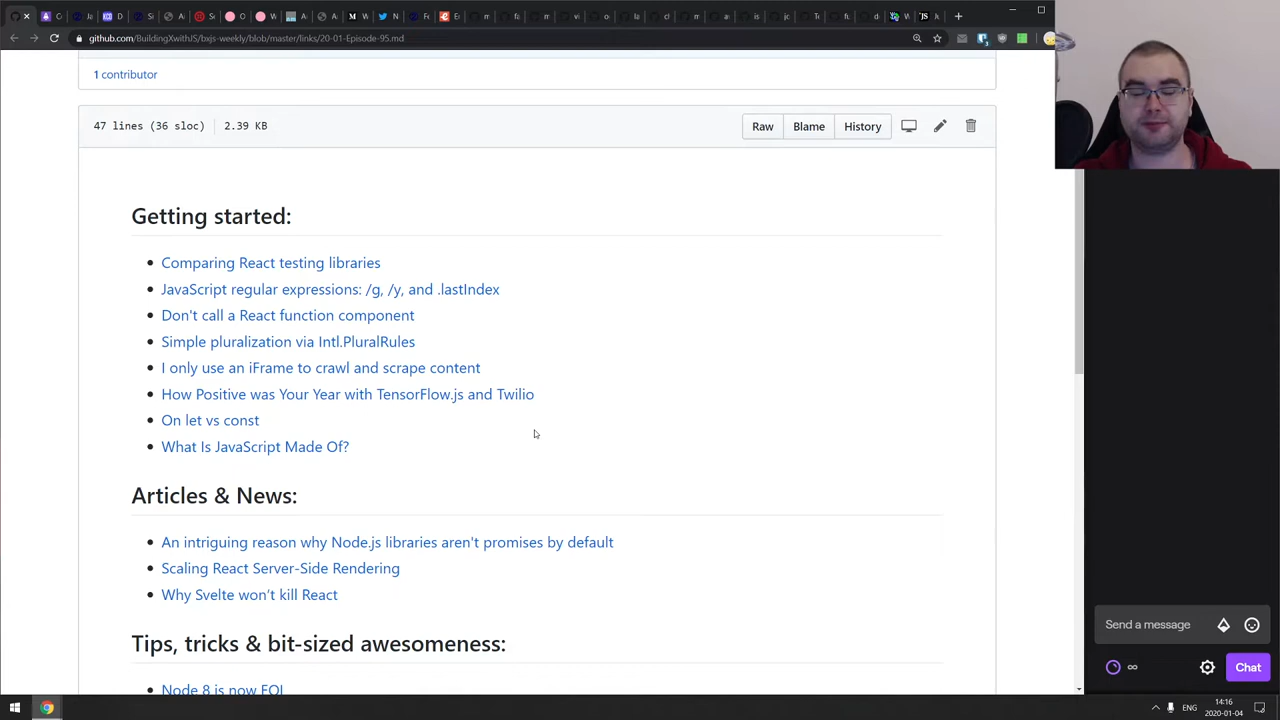 github.com/BuildingXwithJS/bxjs-weekly/blob/master/links/20-01-Episode-95.md
1 contributor
47 lines (36 sloc) 2.39 KB
Raw Blame History
Getting started:
Comparing React testing libraries
JavaScript regular expressions: /g, /y, and .lastIndex
Don't call a React function component
Simple pluralization via Intl.PluralRules
I only use an iFrame to crawl and scrape content
How Positive was Your Year with TensorFlow.js and Twilio
On let vs const
What Is JavaScript Made Of?
Articles & News:
An intriguing reason why Node.js libraries aren't promises by default
Scaling React Server-Side Rendering
Why Svelte won't kill React
Tips, tricks & bit-sized awesomeness:
Node 8 is now EOL
Send a message
Chat
ENG
14:16
2020-01-04